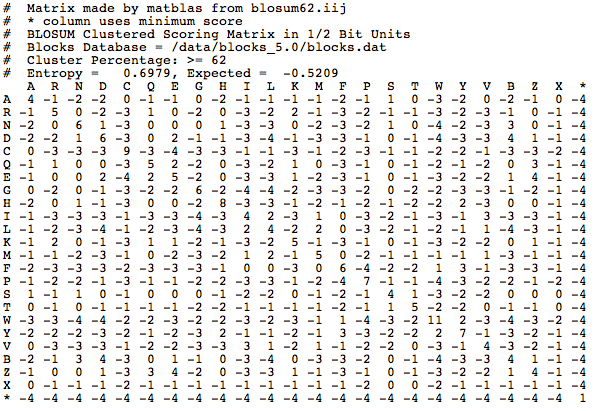 # Matrix made by matblas from blosum62.iij
# * column uses minimum score
# BLOSUM Clustered Scoring Matrix in 1/2 Bit Units
# Blocks Database = /data/blocks_5.0/blocks.dat
# Cluster Percentage: >= 62
# Entropy = 0.6979, Expected = -0.5209
A R N D C Q E G H I L K M F P S T W Y V B Z X *
A 4 -1 -2 -2 0 -1 -1 0 -2 -1 -1 -1 -1 -2 -1 1 0 -3 -2 0 -2 -1 0 -4
R -1 5 0 -2 -3 1 0 -2 0 -3 -2 2 -1 -3 -2 -1 -1 -3 -2 -3 -1 0 -1 -4
N -2 0 6 1 -3 0 0 0 1 -3 -3 0 -2 -3 -2 1 0 -4 -2 -3 3 0 -1 -4
D -2 -2 1 6 -3 0 2 -1 -1 -3 -4 -1 -3 -3 -1 0 -1 -4 -3 -3 4 1 -1 -4
C 0 -3 -3 -3 9 -3 -4 -3 -3 -1 -1 -3 -1 -2 -3 -1 -1 -2 -2 -1 -3 -3 -2 -4
Q -1 1 0 0 -3 5 2 -2 0 -3 -2 1 0 -3 -1 0 -1 -2 -1 -2 0 3 -1 -4
E -1 0 0 2 -4 2 5 -2 0 -3 -3 1 -2 -3 -1 0 -1 -3 -2 -2 1 4 -1 -4
G 0 -2 0 -1 -3 -2 -2 6 -2 -4 -4 -2 -3 -3 -2 0 -2 -2 -3 -3 -1 -2 -1 -4
H -2 0 1 -1 -3 0 0 -2 8 -3 -3 -1 -2 -1 -2 -1 -2 -2 2 -3 0 0 -1 -4
I -1 -3 -3 -3 -1 -3 -3 -4 -3 4 2 -3 1 0 -3 -2 -1 -3 -1 3 -3 -3 -1 -4
L -1 -2 -3 -4 -1 -2 -3 -4 -3 2 4 -2 2 0 -3 -2 -1 -2 -1 1 -4 -3 -1 -4
K -1 2 0 -1 -3 1 1 -2 -1 -3 -2 5 -1 -3 -1 0 -1 -3 -2 -2 0 1 -1 -4
M -1 -1 -2 -3 -1 0 -2 -3 -2 1 2 -1 5 0 -2 -1 -1 -1 -1 1 -3 -1 -1 -4
F -2 -3 -3 -3 -2 -3 -3 -3 -1 0 0 -3 0 6 -4 -2 -2 1 3 -1 -3 -3 -1 -4
P -1 -2 -2 -1 -3 -1 -1 -2 -2 -3 -3 -1 -2 -4 7 -1 -1 -4 -3 -2 -2 -1 -2 -4
S 1 -1 1 0 -1 0 0 0 -1 -2 -2 0 -1 -2 -1 4 1 -3 -2 -2 0 0 0 -4
T 0 -1 0 -1 -1 -1 -1 -2 -2 -1 -1 -1 -1 -2 -1 1 5 -2 -2 0 -1 -1 0 -4
W -3 -3 -4 -4 -2 -2 -3 -2 -2 -3 -2 -3 -1 1 -4 -3 -2 11 2 -3 -4 -3 -2 -4
Y -2 -2 -2 -3 -2 -1 -2 -3 2 -1 -1 -2 -1 3 -3 -2 -2 2 7 -1 -3 -2 -1 -4
V 0 -3 -3 -3 -1 -2 -2 -3 -3 3 1 -2 1 -1 -2 -2 0 -3 -1 4 -3 -2 -1 -4
B -2 -1 3 4 -3 0 1 -1 0 -3 -4 0 -3 -3 -2 0 -1 -4 -3 -3 4 1 -1 -4
Z -1 0 0 1 -3 3 4 -2 0 -3 -3 1 -1 -3 -1 0 -1 -3 -2 -2 1 4 -1 -4
X 0 -1 -1 -1 -2 -1 -1 -1 -1 -1 -1 -1 -1 -1 -2 0 0 -2 -1 -1 -1 -1 -1 -4
* -4 -4 -4 -4 -4 -4 -4 -4 -4 -4 -4 -4 -4 -4 -4 -4 -4 -4 -4 -4 -4 -4 -4 1